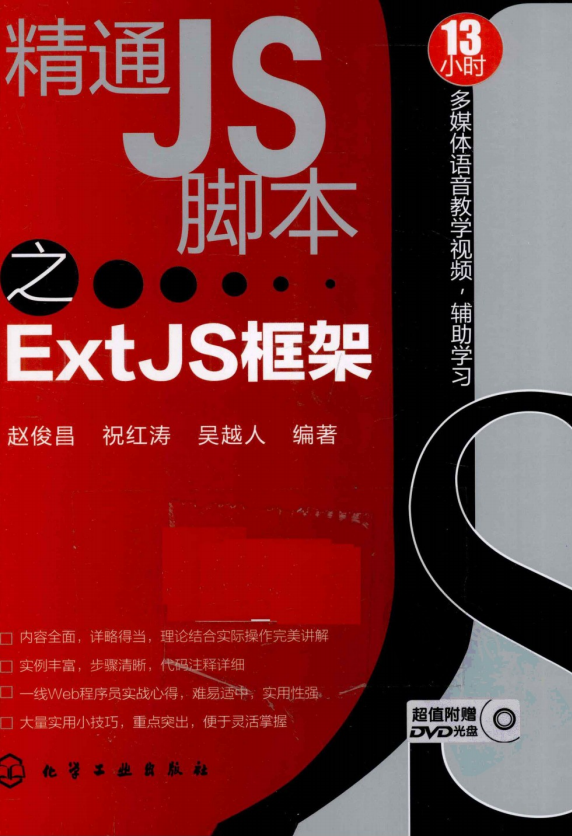 精通
JS
脚本
之
ExtJS框架
赵俊昌 祝红涛 吴越人 编著
13
小时
多媒体语音教学视频，辅助学习
内容全面，详略得当，理论结合实际操作完美讲解
实例丰富，步骤清晰，代码注释详细
一线Web程序员实战心得，难易适中，实用性强
大量实用小技巧，重点突出，便于灵活掌握
超值附赠
DVD光盘
化学工业出版社
S